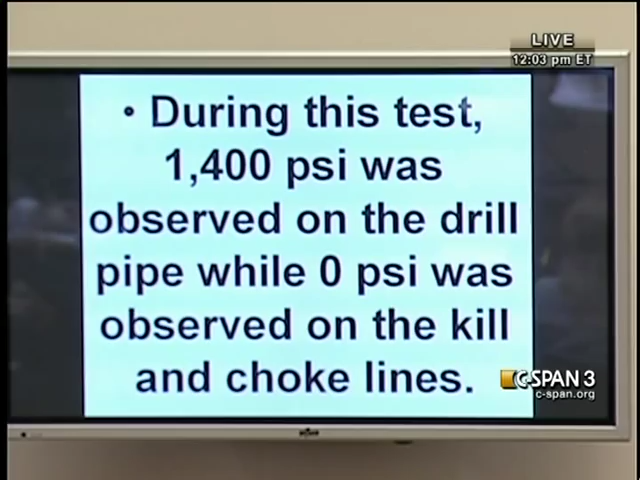 LIVE
12:03 pm ET
• During this test,
1,400 psi was
observed on the drill
pipe while 0 psi was
observed on the kill
and choke lines.
C-SPAN 3
c-span.org